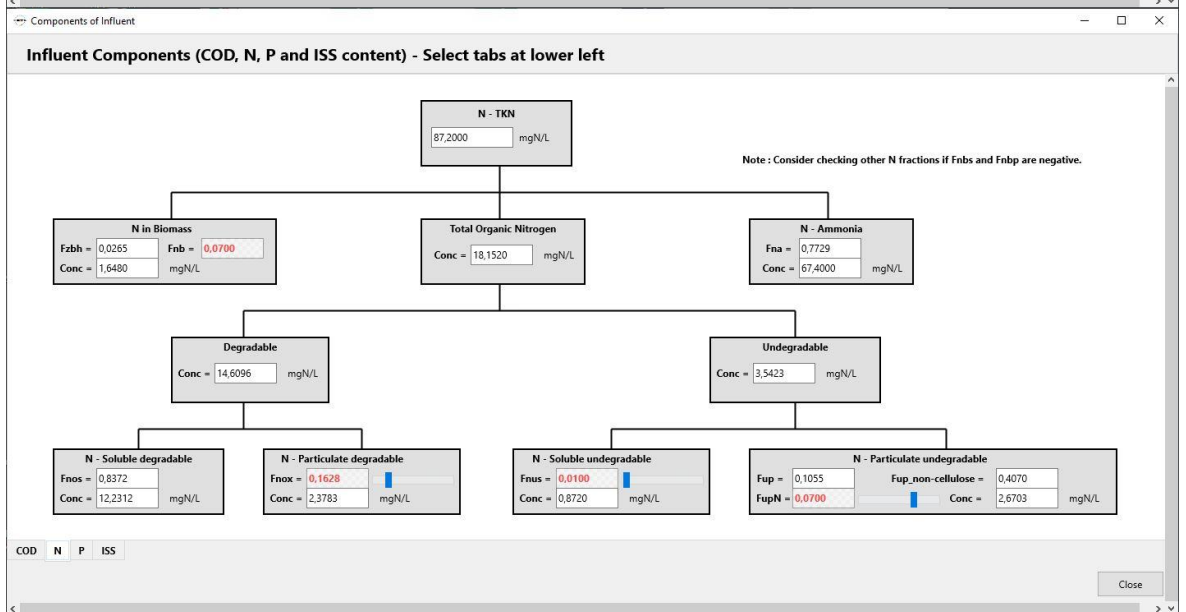 Components of Influent
Influent Components (COD, N, P and ISS content) - Select tabs at lower left
N - TKN
87,2000 mgN/L
Note : Consider checking other N fractions if Fnbs and Fnbp are negative.
N in Biomass
Fzbh = 0,0265 Fnb = 0,0700
Conc = 1,6480 mgN/L
Total Organic Nitrogen
Conc = 18,1520 mgN/L
N - Ammonia
Fna = 0,7729
Conc = 67,4000 mgN/L
Degradable
Conc = 14,6096 mgN/L
Undegradable
Conc = 3,5423 mgN/L
N - Soluble degradable
Fnos = 0,8372
Conc = 12,2312 mgN/L
N - Particulate degradable
Fnox = 0,1628
Conc = 2,3783 mgN/L
N - Soluble undegradable
Fnus = 0,0100
Conc = 0,8720 mgN/L
N - Particulate undegradable
Fup = 0,1055 Fup_non-cellulose = 0,4070
FupN = 0,0700 Conc = 2,6703 mgN/L
COD N P ISS
Close